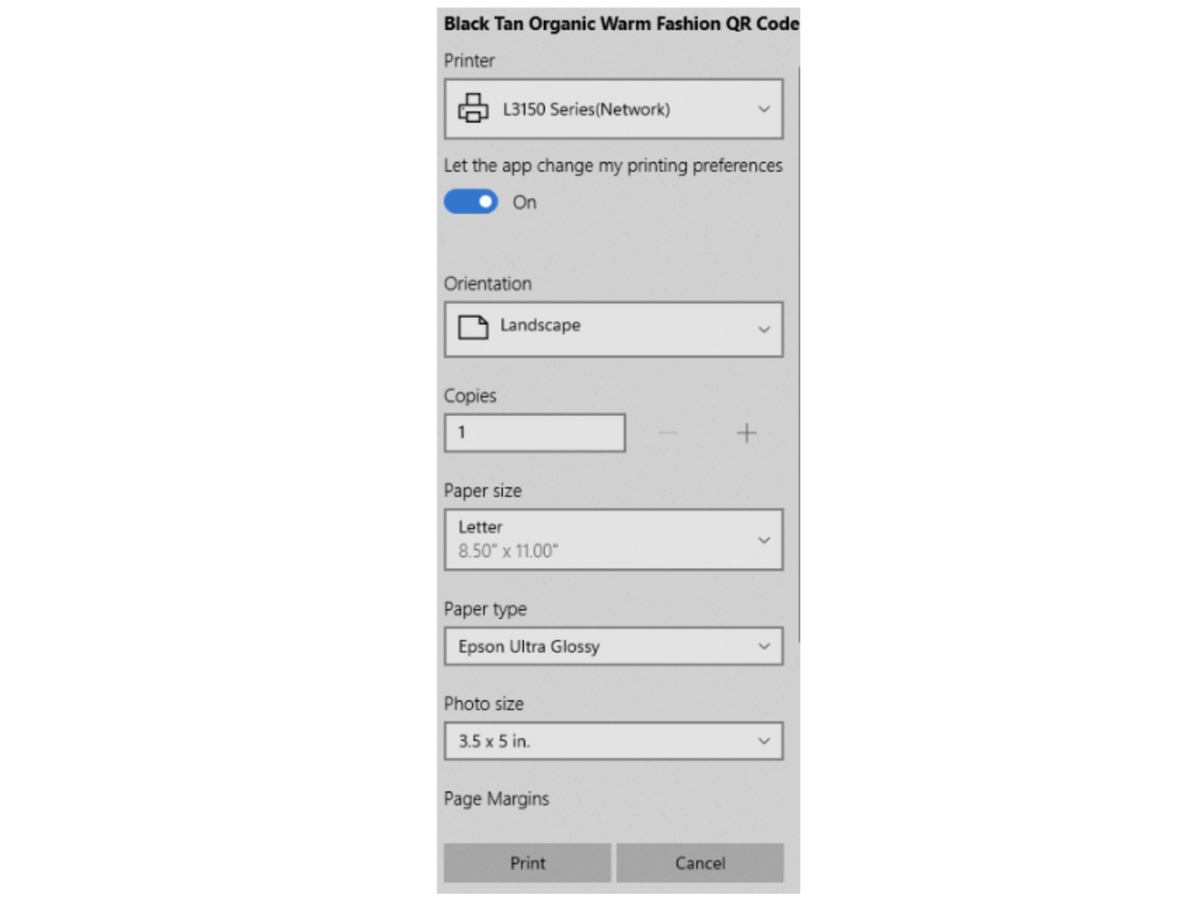 Black Tan Organic Warm Fashion QR Code
Printer
L3150 Series(Network)
Let the app change my printing preferences
On
Orientation
Landscape
Copies
1
Paper size
Letter
8.50" x 11.00"
Paper type
Epson Ultra Glossy
Photo size
3.5 x 5 in.
Page Margins
Print Cancel